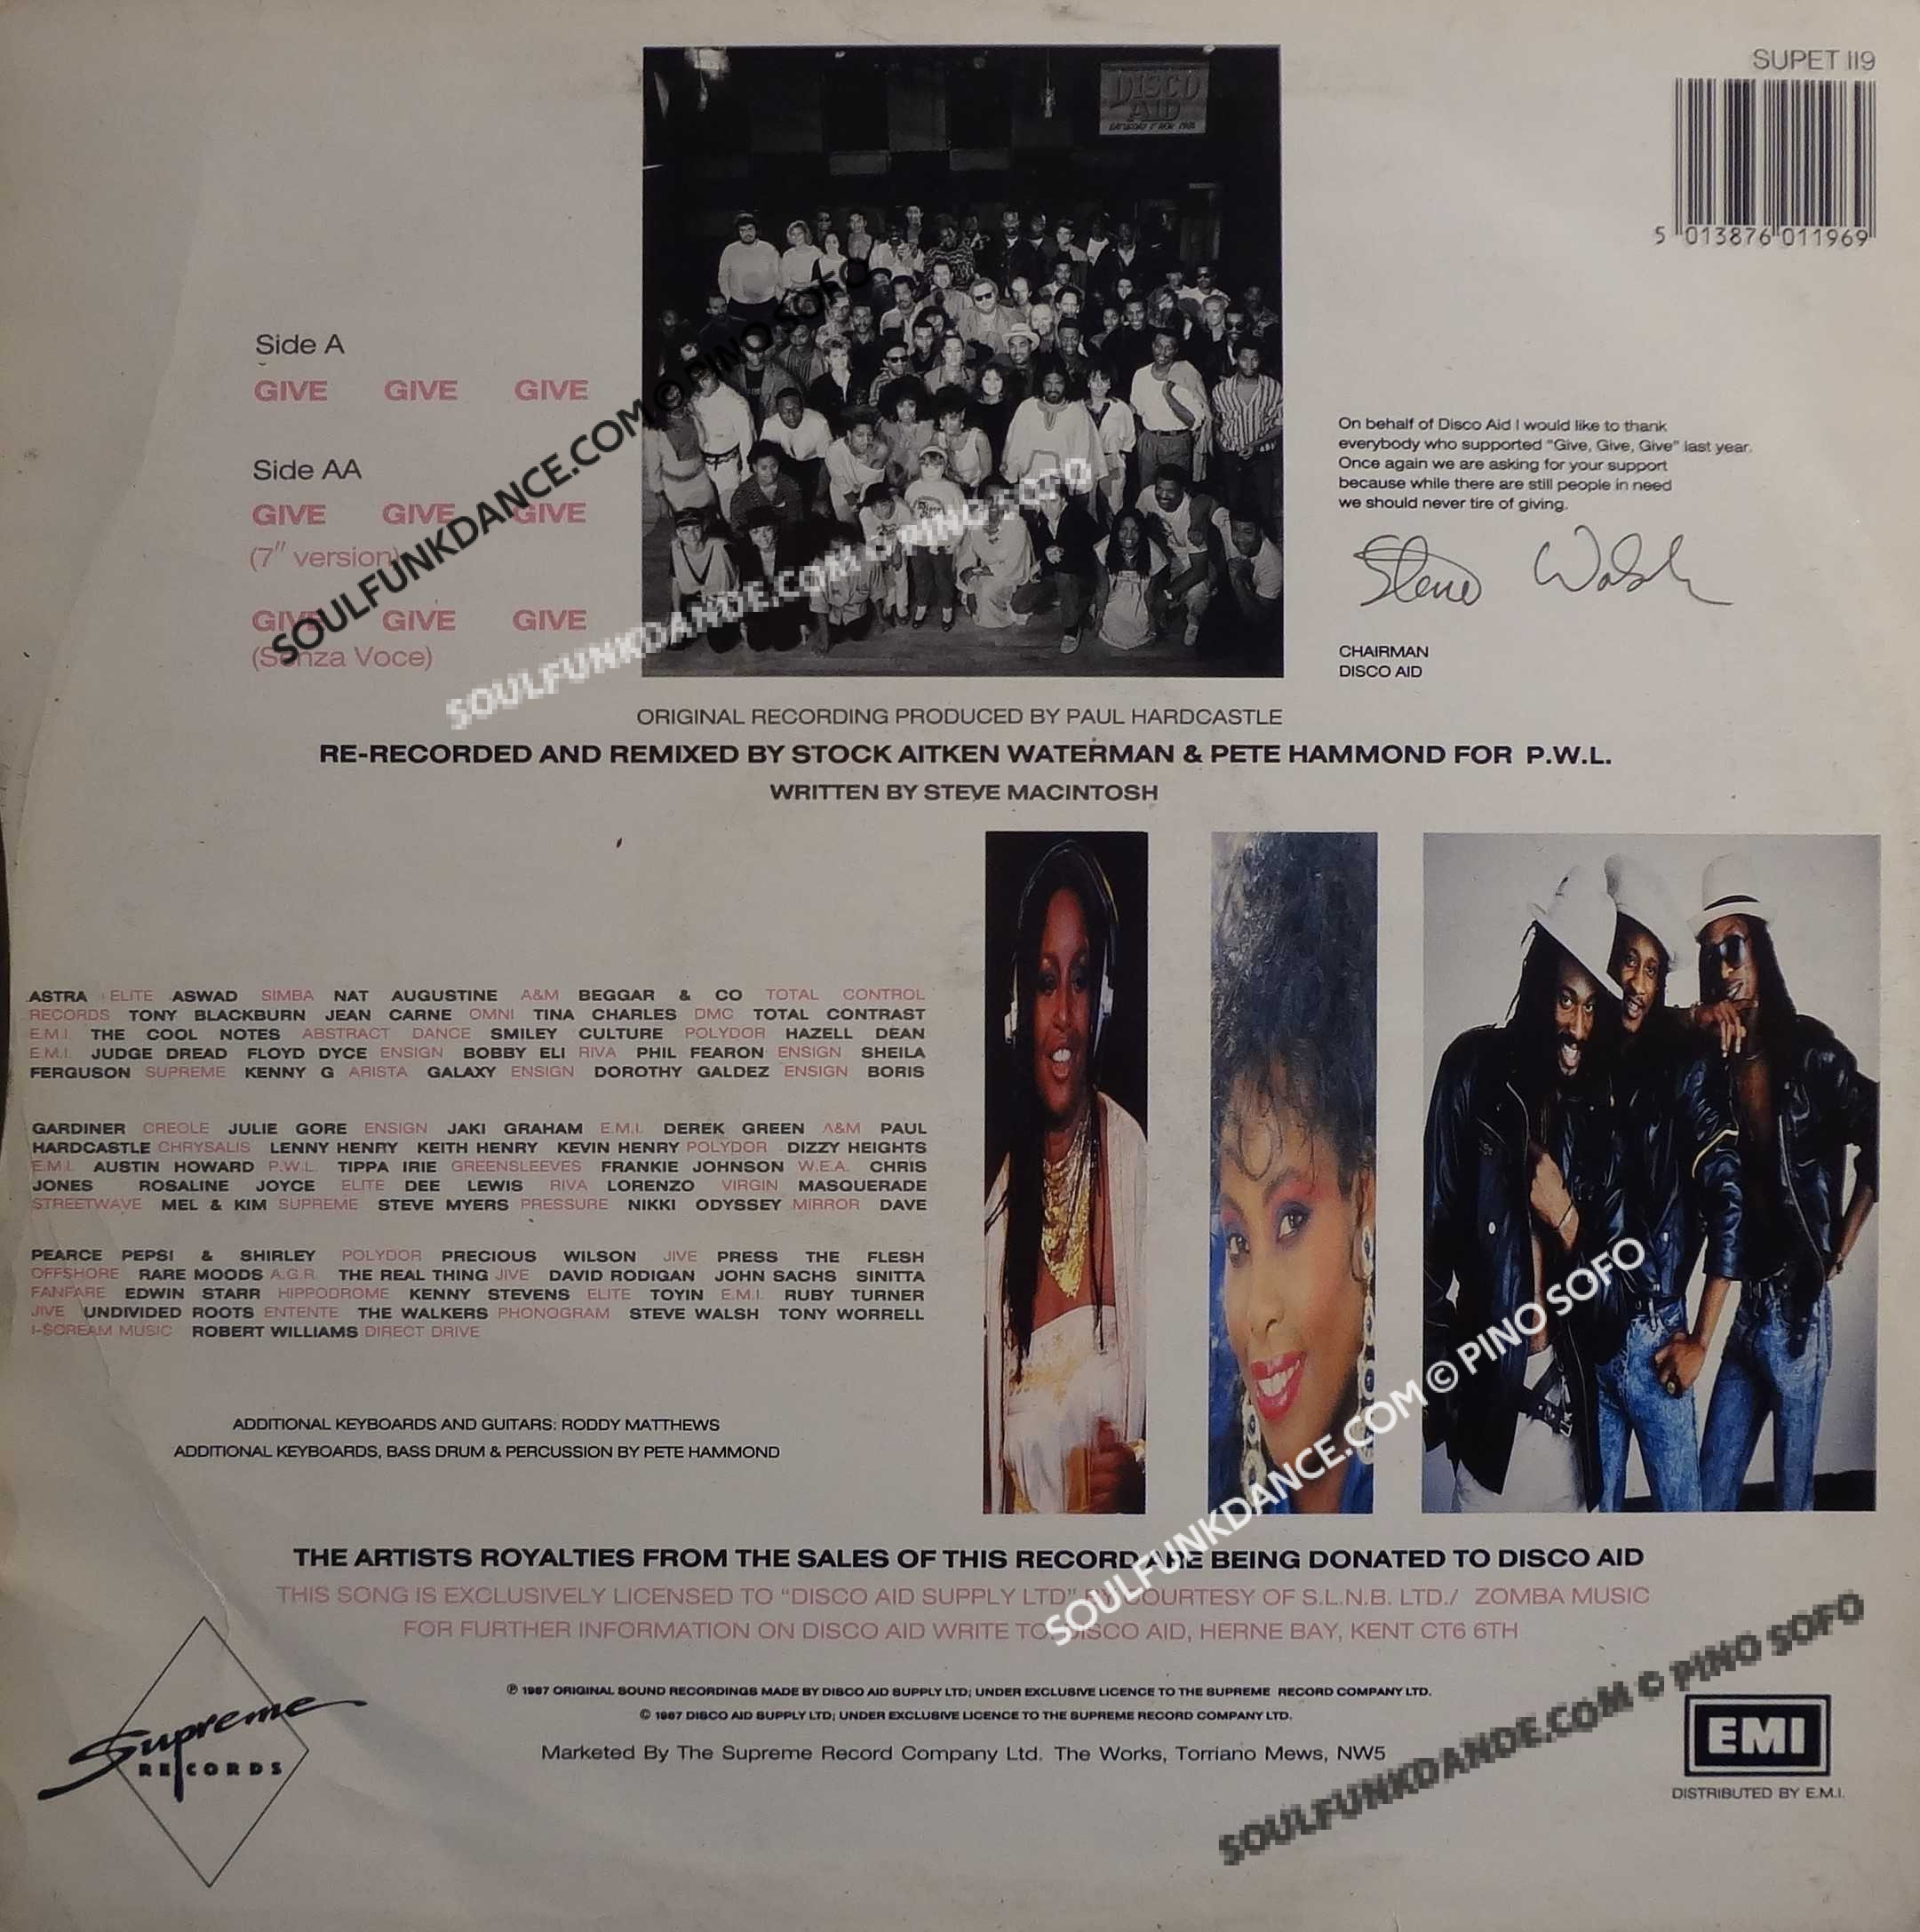 SUPET 119
5 013876 011969
DISCO
AID
Side A
GIVE GIVE GIVE
Side AA
GIVE GIVE GIVE
(7" version)
GIVE GIVE GIVE
(Senza Voce)
On behalf of Disco Aid I would like to thank
everybody who supported "Give, Give, Give" last year.
Once again we are asking for your support
because while there are still people in need
we should never tire of giving.
Steve Walsh
CHAIRMAN
DISCO AID
ORIGINAL RECORDING PRODUCED BY PAUL HARDCASTLE
RE-RECORDED AND REMIXED BY STOCK AITKEN WATERMAN & PETE HAMMOND FOR P.W.L.
WRITTEN BY STEVE MACINTOSH
ASTRA ELITE ASWAD SIMBA NAT AUGUSTINE A&M BEGGAR & CO TOTAL CONTROL
RECORDS TONY BLACKBURN JEAN CARNE OMNI TINA CHARLES DMC TOTAL CONTRAST
E.M.I. THE COOL NOTES ABSTRACT DANCE SMILEY CULTURE POLYDOR HAZELL DEAN
E.M.I. JUDGE DREAD FLOYD DYCE ENSIGN BOBBY ELI RIVA PHIL FEARON ENSIGN SHEILA
FERGUSON SUPREME KENNY G ARISTA GALAXY ENSIGN DOROTHY GALDEZ ENSIGN BORIS
GARDINER CREOLE JULIE GORE ENSIGN JAKI GRAHAM E.M.I. DEREK GREEN A&M PAUL
HARDCASTLE CHRYSALIS LENNY HENRY KEITH HENRY KEVIN HENRY POLYDOR DIZZY HEIGHTS
E.M.I. AUSTIN HOWARD P.W.L. TIPPA IRIE GREENSLEEVES FRANKIE JOHNSON W.E.A. CHRIS
JONES ROSALINE JOYCE ELITE DEE LEWIS RIVA LORENZO VIRGIN MASQUERADE
STREETWAVE MEL & KIM SUPREME STEVE MYERS PRESSURE NIKKI ODYSSEY MIRROR DAVE
PEARCE PEPSI & SHIRLEY POLYDOR PRECIOUS WILSON JIVE PRESS THE FLESH
OFFSHORE RARE MOODS A.G.R. THE REAL THING JIVE DAVID RODIGAN JOHN SACHS SINITTA
FANFARE EDWIN STARR HIPPODROME KENNY STEVENS ELITE TOYIN E.M.I. RUBY TURNER
JIVE UNDIVIDED ROOTS ENTENTE THE WALKERS PHONOGRAM STEVE WALSH TONY WORRELL
I-SCREAM MUSIC ROBERT WILLIAMS DIRECT DRIVE
ADDITIONAL KEYBOARDS AND GUITARS: RODDY MATTHEWS
ADDITIONAL KEYBOARDS, BASS DRUM & PERCUSSION BY PETE HAMMOND
THE ARTISTS ROYALTIES FROM THE SALES OF THIS RECORD ARE BEING DONATED TO DISCO AID
THIS SONG IS EXCLUSIVELY LICENSED TO "DISCO AID SUPPLY LTD" BY COURTESY OF S.L.N.B. LTD./ ZOMBA MUSIC
FOR FURTHER INFORMATION ON DISCO AID WRITE TO DISCO AID, HERNE BAY, KENT CT6 6TH
℗ 1987 ORIGINAL SOUND RECORDINGS MADE BY DISCO AID SUPPLY LTD; UNDER EXCLUSIVE LICENCE TO THE SUPREME RECORD COMPANY LTD.
© 1987 DISCO AID SUPPLY LTD; UNDER EXCLUSIVE LICENCE TO THE SUPREME RECORD COMPANY LTD.
Marketed By The Supreme Record Company Ltd. The Works, Torriano Mews, NW5
Supreme
RECORDS
EMI
DISTRIBUTED BY E.M.I.
SOULFUNKDANCE.COM © PINO SOFO
SOULFUNKDANDE.COM © PINO SOFO
SOULFUNKDANCE.COM © PINO SOFO
SOULFUNKDANDE.COM © PINO SOFO